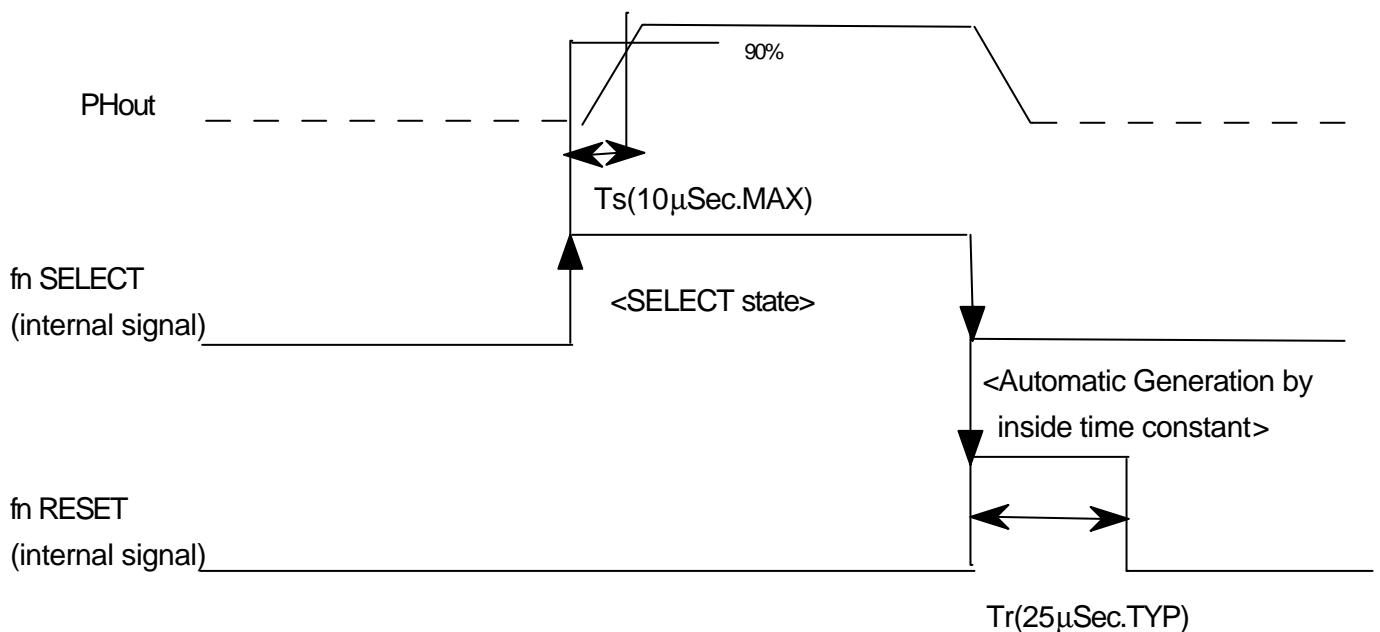 90%
PHout
Ts(10μSec.MAX)
fn SELECT
(internal signal)
<SELECT state>
<Automatic Generation by
inside time constant>
fn RESET
(internal signal)
Tr(25μSec.TYP)